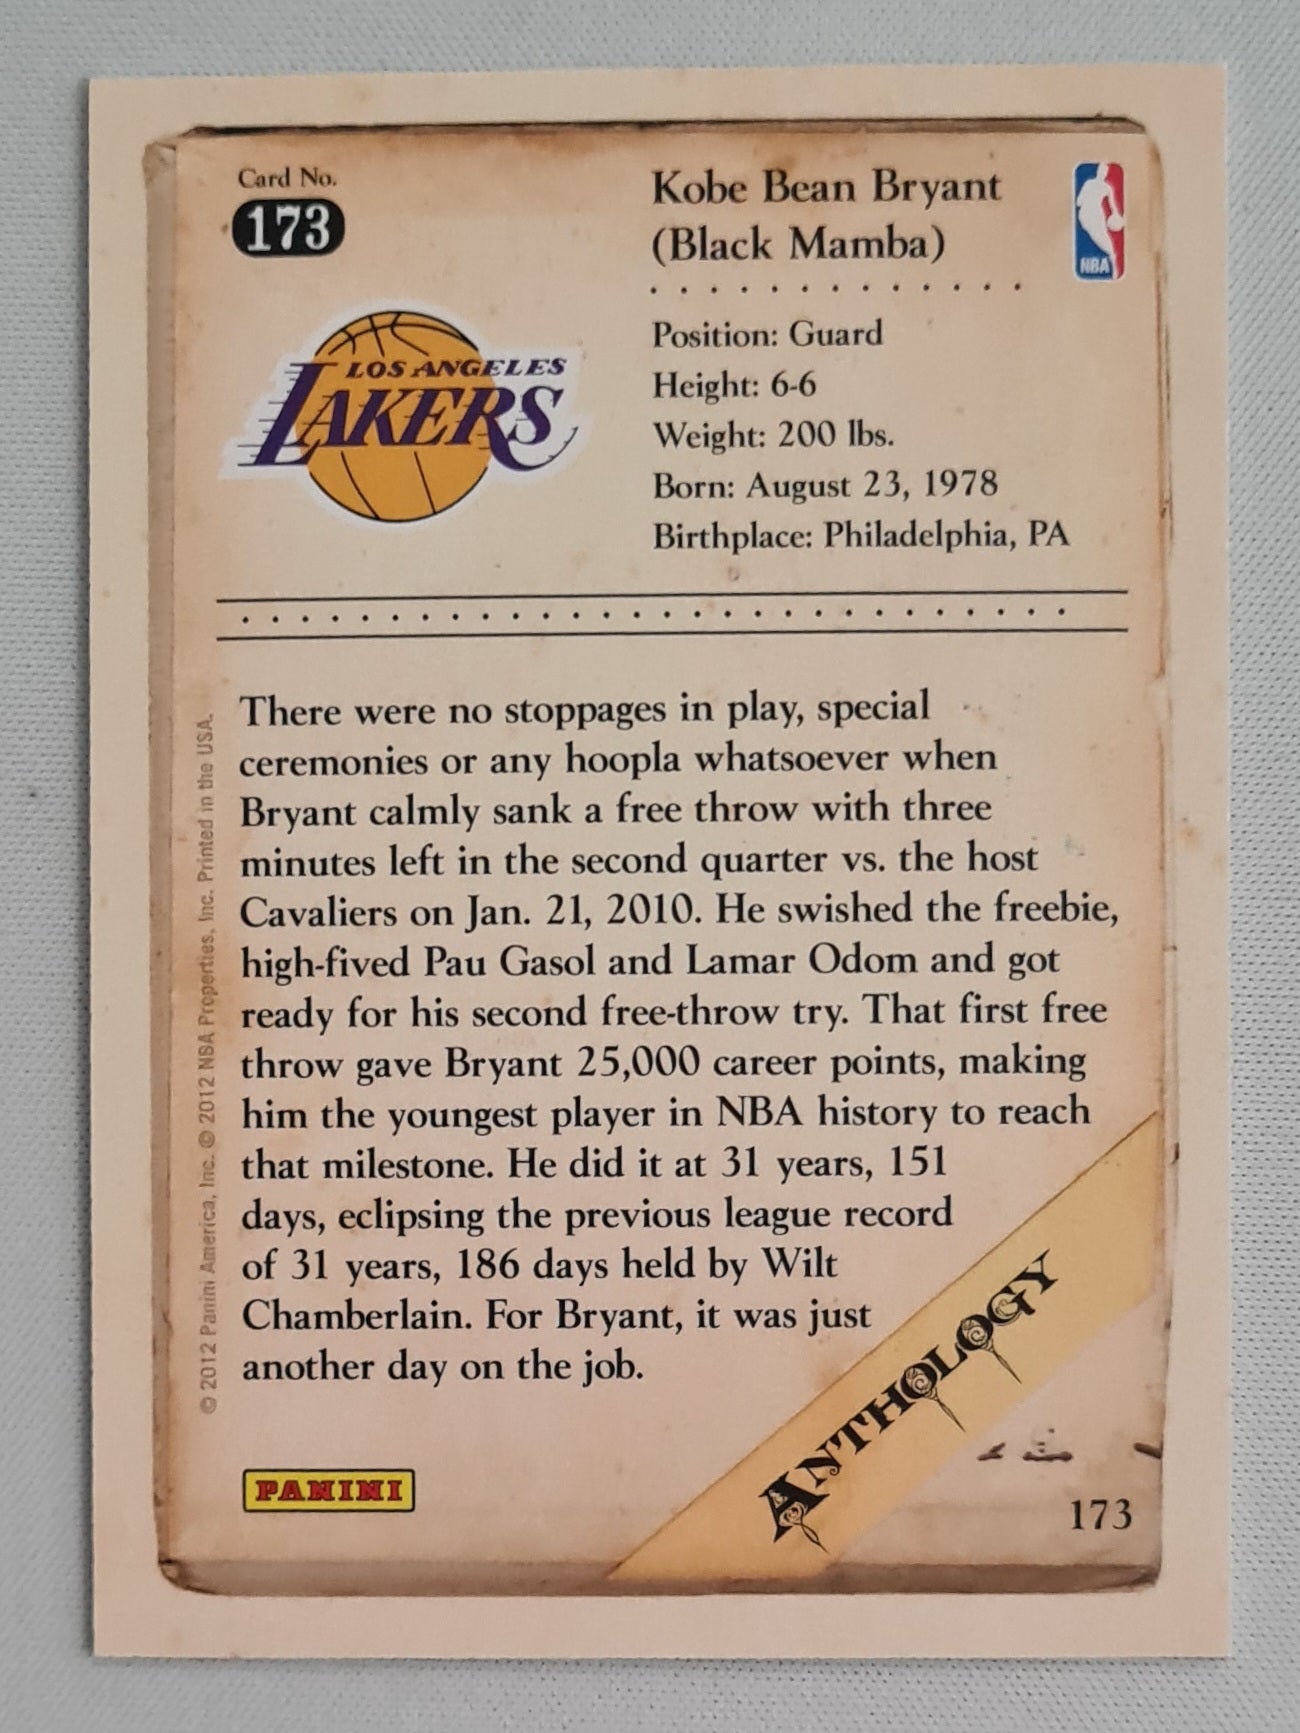 Card No.
173
Kobe Bean Bryant
(Black Mamba)
NBA
LOS ANGELES
LAKERS
Position: Guard
Height: 6-6
Weight: 200 lbs.
Born: August 23, 1978
Birthplace: Philadelphia, PA
There were no stoppages in play, special
ceremonies or any hoopla whatsoever when
Bryant calmly sank a free throw with three
minutes left in the second quarter vs. the host
Cavaliers on Jan. 21, 2010. He swished the freebie,
high-fived Pau Gasol and Lamar Odom and got
ready for his second free-throw try. That first free
throw gave Bryant 25,000 career points, making
him the youngest player in NBA history to reach
that milestone. He did it at 31 years, 151
days, eclipsing the previous league record
of 31 years, 186 days held by Wilt
Chamberlain. For Bryant, it was just
another day on the job.
© 2012 Panini America, Inc. © 2012 NBA Properties, Inc. Printed in the USA.
PANINI
ANTHOLOGY
173